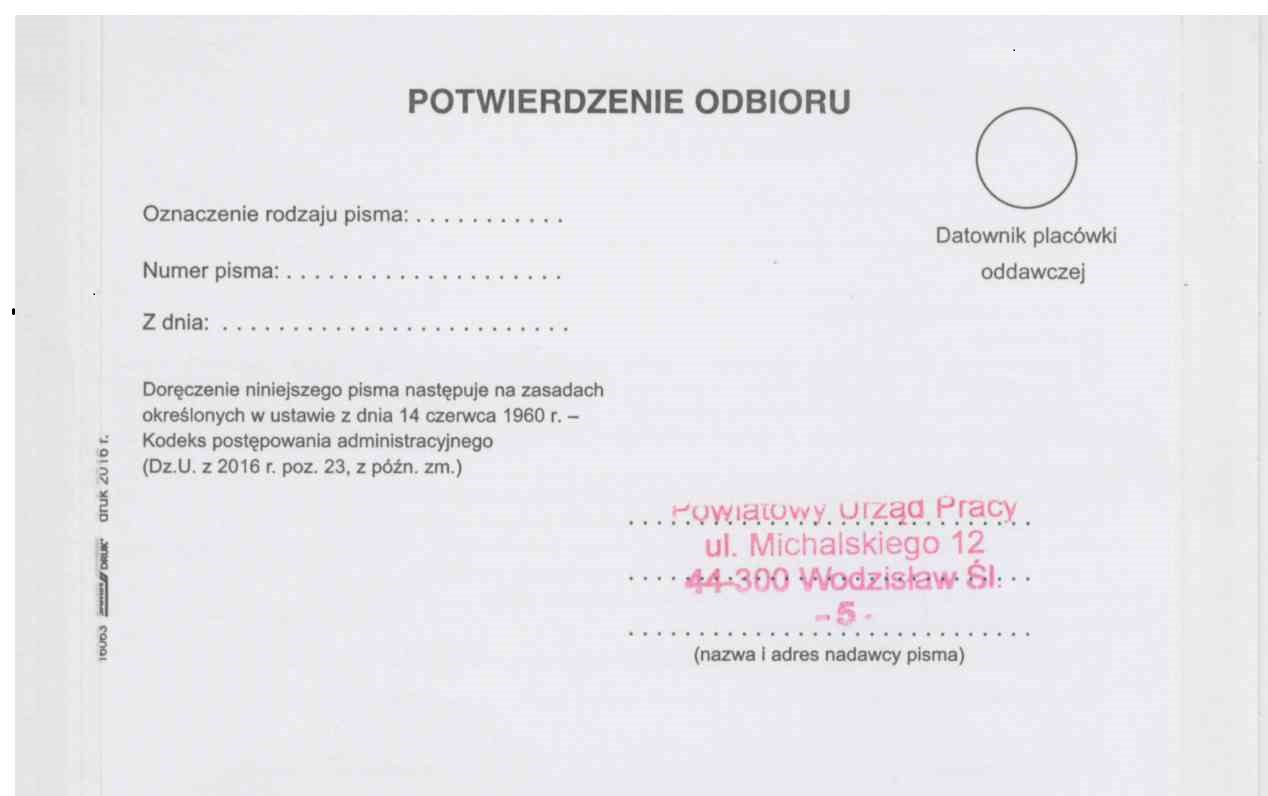 POTWIERDZENIE ODBIORU
Oznaczenie rodzaju pisma: . . . . . . . . . . .
Numer pisma: . . . . . . . . . . . . . . . . . . . .
Z dnia: . . . . . . . . . . . . . . . . . . . . . . . . .
Datownik placówki
oddawczej
Doręczenie niniejszego pisma następuje na zasadach
określonych w ustawie z dnia 14 czerwca 1960 r. –
Kodeks postępowania administracyjnego
(Dz.U. z 2016 r. poz. 23, z późn. zm.)
Powiatowy Urząd Pracy
ul. Michalskiego 12
44-300 Wodzisław Śl.
- 5 -
(nazwa i adres nadawcy pisma)
16063 DRUK druk 2016 r.